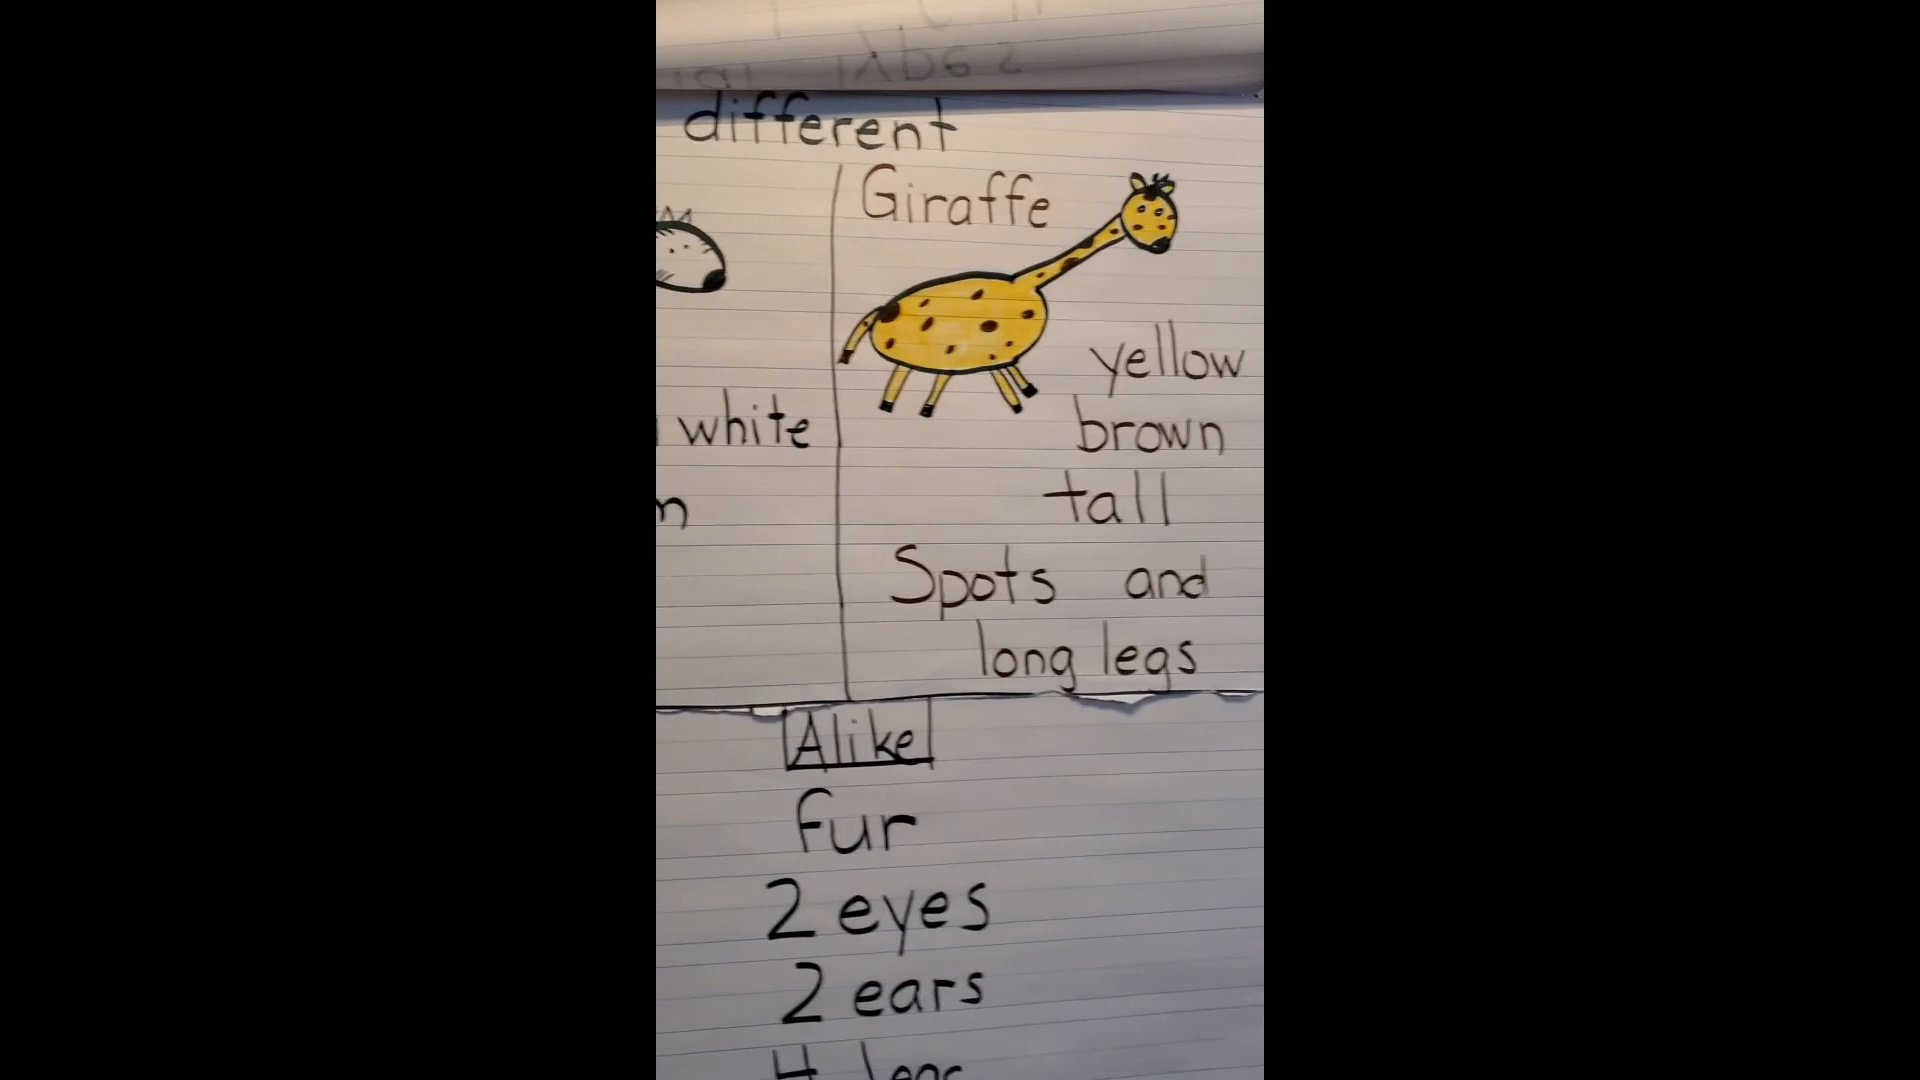 different
Giraffe
yellow
white
brown
tall
Spots and
long legs
Alike
fur
2 eyes
2 ears